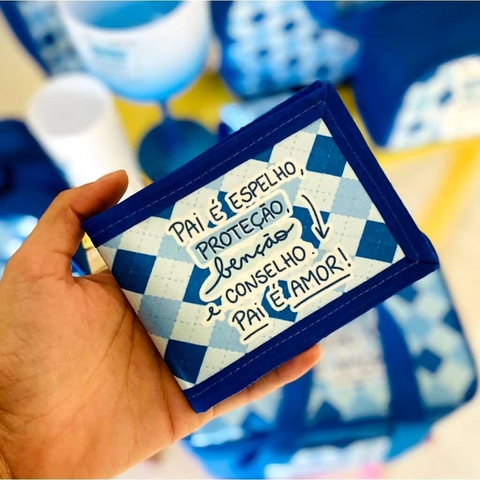 PAI É ESPELHO,
PROTEÇÃO,
benção
e CONSELHO.
PAI É AMOR!